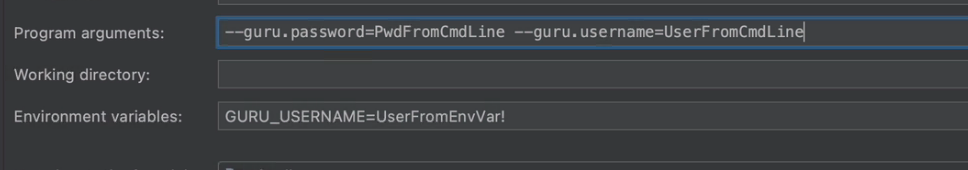 Program arguments: --guru.password=PwdFromCmdLine --guru.username=UserFromCmdLine
Working directory:
Environment variables: GURU_USERNAME=UserFromEnvVar!